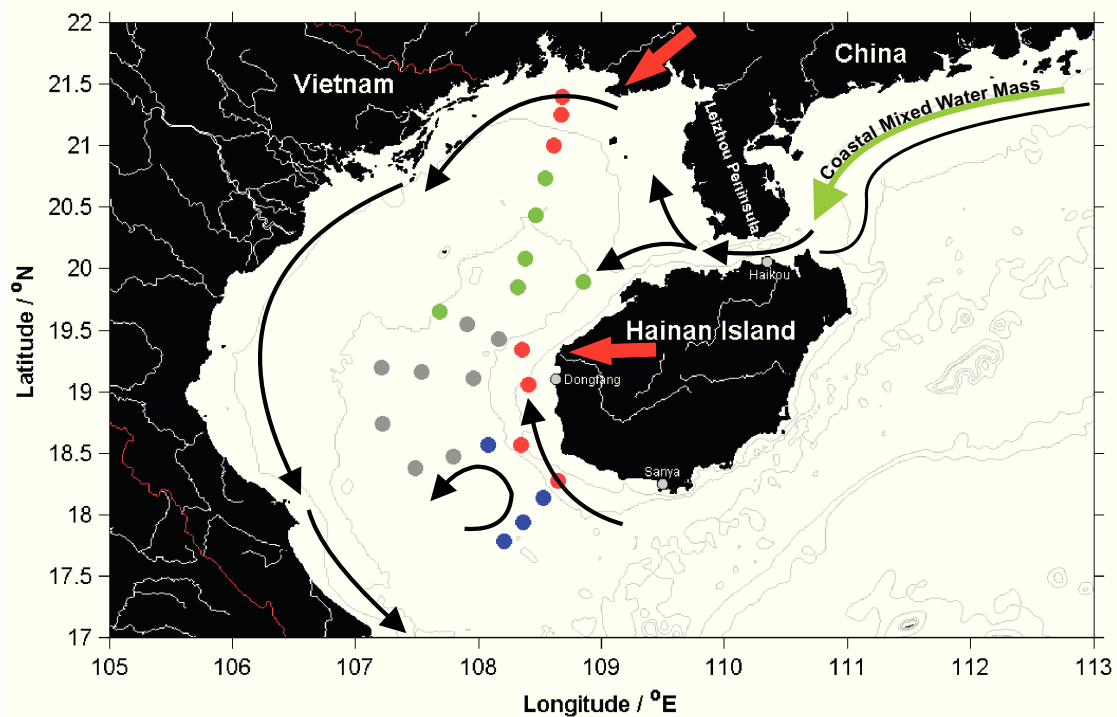 22
21.5
21
20.5
20
19.5
19
18.5
18
17.5
17
Latitude / °N
Vietnam
China
Leizhou Peninsula
Coastal Mixed Water Mass
Haikou
Hainan Island
Dongfang
Sanya
105
106
107
108
109
110
111
112
113
Longitude / °E